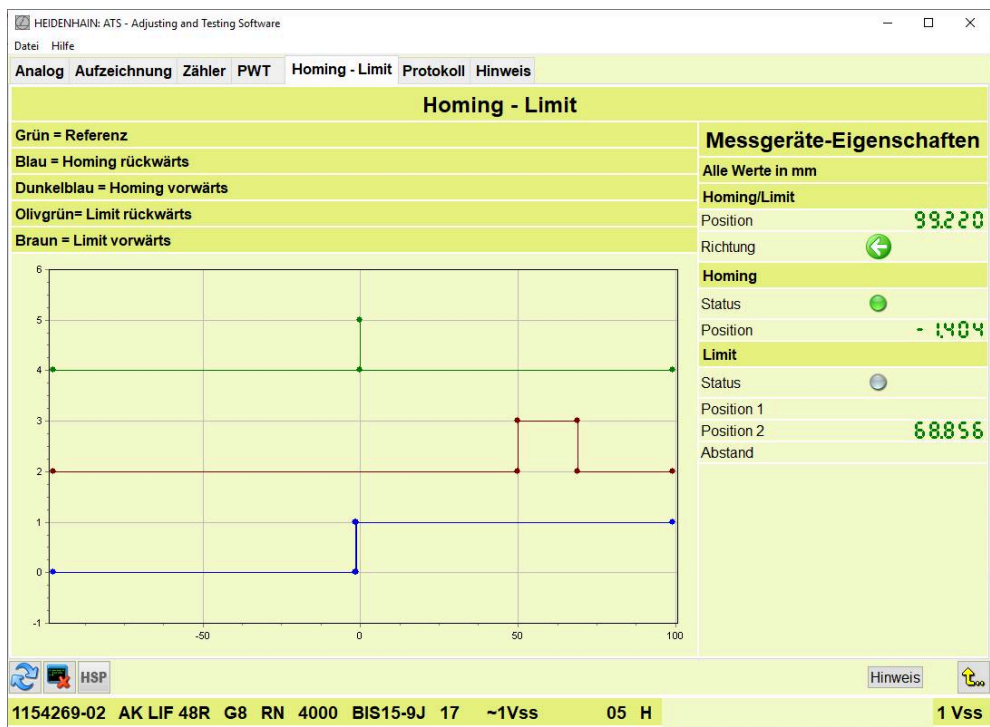 HEIDENHAIN: ATS - Adjusting and Testing Software
Datei Hilfe
Analog Aufzeichnung Zähler PWT Homing - Limit Protokoll Hinweis
Homing - Limit
Grün = Referenz
Blau = Homing rückwärts
Dunkelblau = Homing vorwärts
Olivgrün= Limit rückwärts
Braun = Limit vorwärts
6
5
4
3
2
1
0
-1
-50 0 50 100
Messgeräte-Eigenschaften
Alle Werte in mm
Homing/Limit
Position 99.220
Richtung
Homing
Status
Position - 1.404
Limit
Status
Position 1
Position 2 68.856
Abstand
HSP
Hinweis
1154269-02 AK LIF 48R G8 RN 4000 BIS15-9J 17 ~1Vss 05 H 1 Vss